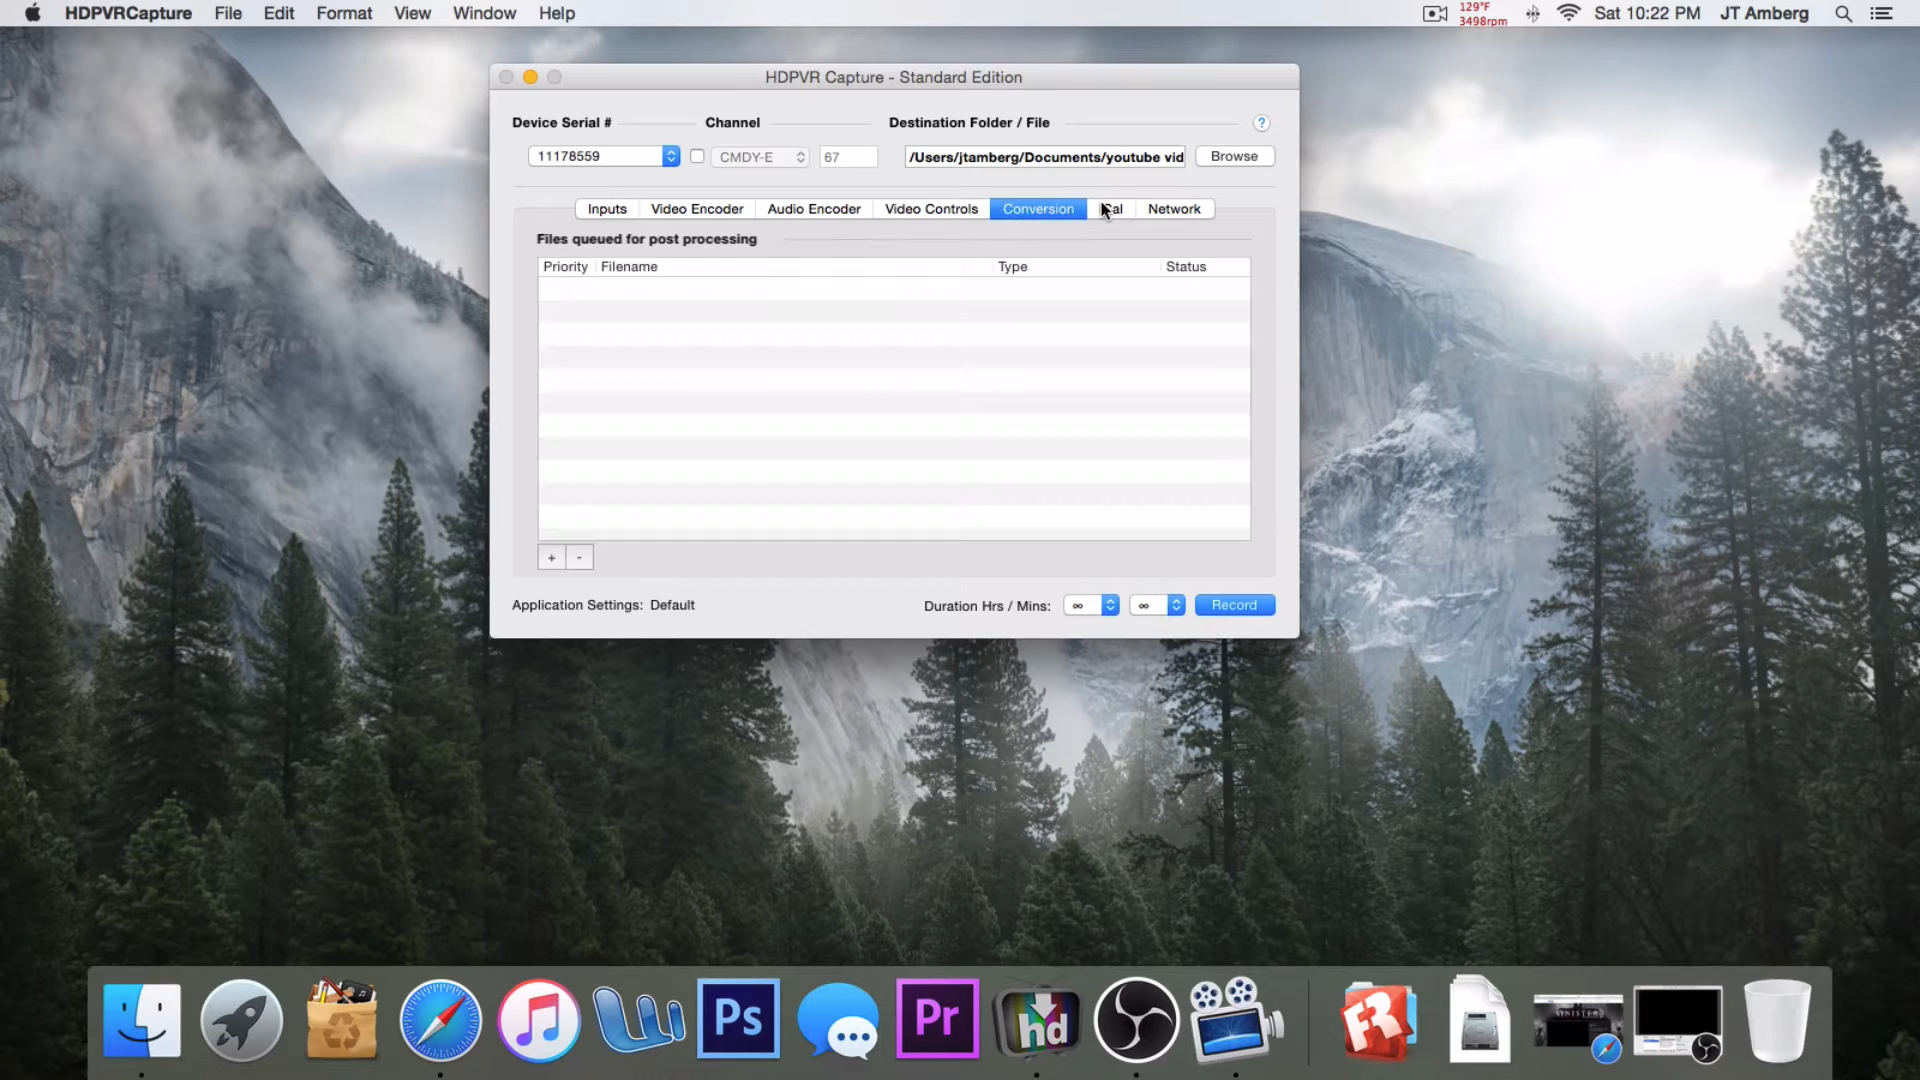 HDPVRCapture File Edit Format View Window Help
129°F
3498rpm
Sat 10:22 PM JT Amberg
HDPVR Capture - Standard Edition
Device Serial # Channel Destination Folder / File ?
11178559 CMDY-E 67 /Users/jtamberg/Documents/youtube vid Browse
Inputs Video Encoder Audio Encoder Video Controls Conversion Network
Files queued for post processing
Priority Filename Type Status
+ -
Application Settings: Default Duration Hrs / Mins: ∞ ∞ Record
Ps Pr hd
SINISTER